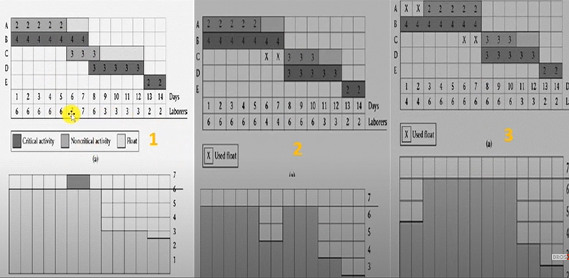 A 2 2 2 2 2
B 4 4 4 4 4 4 4
C 3 3 3
D 3 3 3 3 3
E 2 2
1 2 3 4 5 6 7 8 9 10 11 12 13 14 Days
6 6 6 6 6 7 6 3 3 3 3 2 2 Laborers
Critical activity Noncritical activity Float
1
(a)
7
6
5
4
3
2
1
A 2 2 2 2 2
B 4 4 4 4 4 4 4
C X X 3 3 3
D 3 3 3 3 3
E 2 2
1 2 3 4 5 6 7 8 9 10 11 12 13 14 Days
6 6 6 6 6 4 4 6 6 6 3 3 2 2 Laborers
X Used float
2
7
6
5
4
3
A X X 2 2 2 2 2
B 4 4 4 4 4 4 4
C X X 3 3 3
D 3 3 3 3 3
E 2 2
1 2 3 4 5 6 7 8 9 10 11 12 13 14 Days
4 4 6 6 6 6 6 6 6 6 3 3 2 2 Laborers
X Used float
3
(a)
7
6
5
4